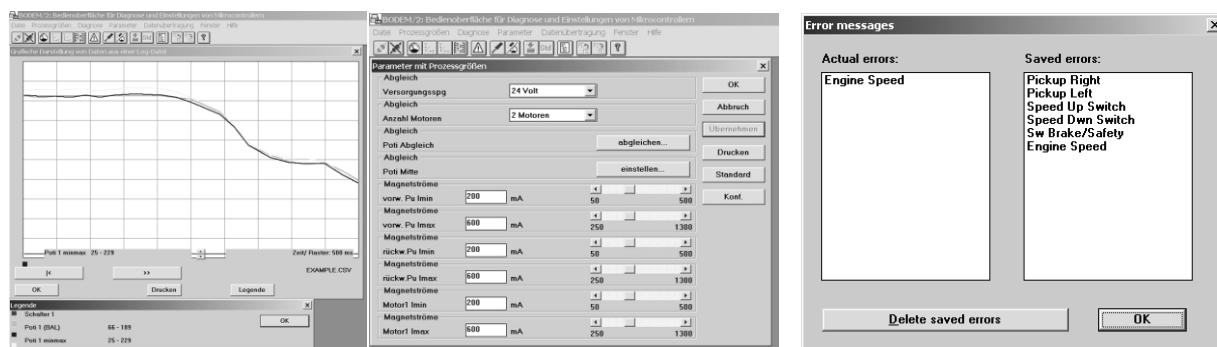 BODEM/2: Bedienoberfläche für Diagnose und Einstellungen von Mikrocontrollern
Datei Prozessgrößen Diagnose Parameter Datenübertragung Fenster Hilfe
Grafische Darstellung von Daten aus einer Log-Datei
Poti 1 minmax 25 - 229
Zeit/ Raster: 500 ms
|<
>>
EXAMPLE.CSV
OK
Drucken
Legende
Legende
Schalter 1
OK
Poti 1 (BAL) 66 - 189
Poti 1 minmax 25 - 229
BODEM/2: Bedienoberfläche für Diagnose und Einstellungen von Mikrocontrollern
Datei Prozessgrößen Diagnose Parameter Datenübertragung Fenster Hilfe
Std
Parameter mit Prozessgrößen
Abgleich
Versorgungsspg 24 Volt
Abgleich
Anzahl Motoren 2 Motoren
Abgleich
Poti Abgleich abgleichen...
Abgleich
Poti Mitte einstellen...
Magnetströme
vorw. Pu Imin 200 mA 50 500
Magnetströme
vorw. Pu Imax 600 mA 250 1300
Magnetströme
rückw.Pu Imin 200 mA 50 500
Magnetströme
rückw.Pu Imax 600 mA 250 1300
Magnetströme
Motor1 Imin 200 mA 50 500
Magnetströme
Motor1 Imax 600 mA 250 1300
OK
Abbruch
Übernehmen
Drucken
Standard
Konf.
Error messages
Actual errors:
Engine Speed
Saved errors:
Pickup Right
Pickup Left
Speed Up Switch
Speed Dwn Switch
Sw Brake/Safety
Engine Speed
Delete saved errors
OK